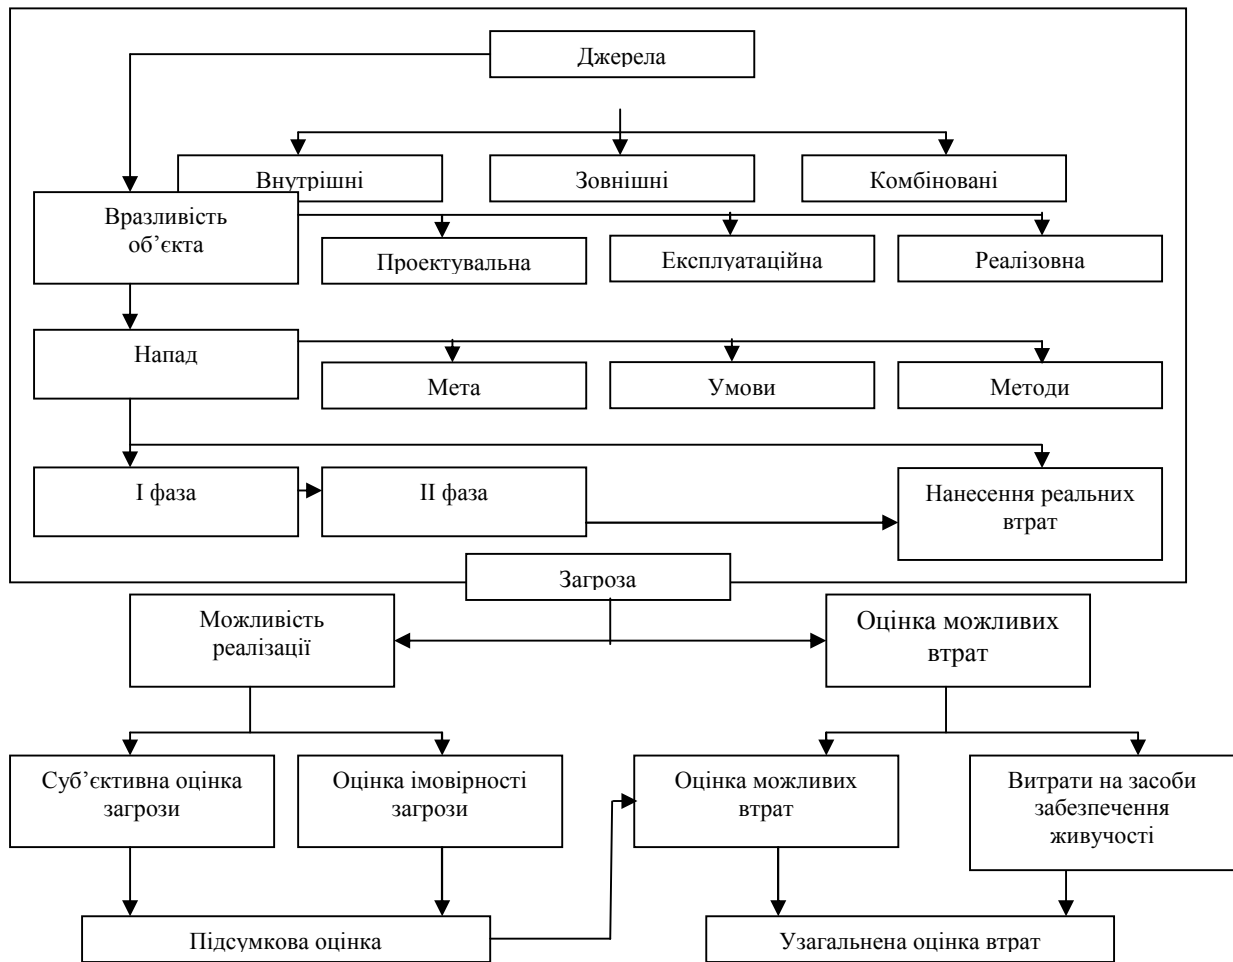 Джерела
Внутрішні
Зовнішні
Комбіновані
Вразливість
об’єкта
Проектувальна
Експлуатаційна
Реалізовна
Напад
Мета
Умови
Методи
І фаза
ІІ фаза
Нанесення реальних
втрат
Загроза
Можливість
реалізації
Оцінка можливих
втрат
Суб’єктивна оцінка
загрози
Оцінка імовірності
загрози
Оцінка можливих
втрат
Витрати на засоби
забезпечення
живучості
Підсумкова оцінка
Узагальнена оцінка втрат